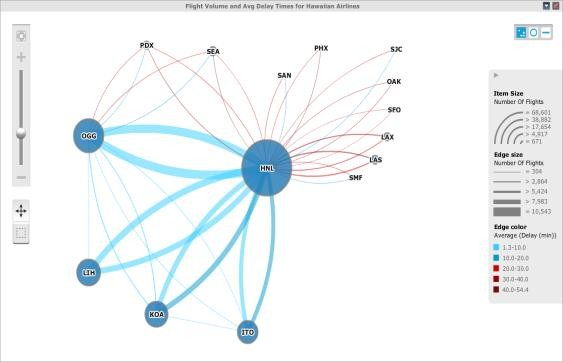 Flight Volume and Avg Delay Times for Hawaiian Airlines
PDX
SEA
PHX
SJC
SAN
OAK
SFO
OGG
LAX
HNL
LAS
SMF
LIH
KOA
ITO
Item Size
Number Of Flights
= 68,601
> 38,882
> 17,654
> 4,917
= 671
Edge size
Number Of Flights
= 304
> 2,864
> 5,424
> 7,983
= 10,543
Edge color
Average (Delay (min))
1.3-10.0
10.0-20.0
20.0-30.0
30.0-40.0
40.0-54.4